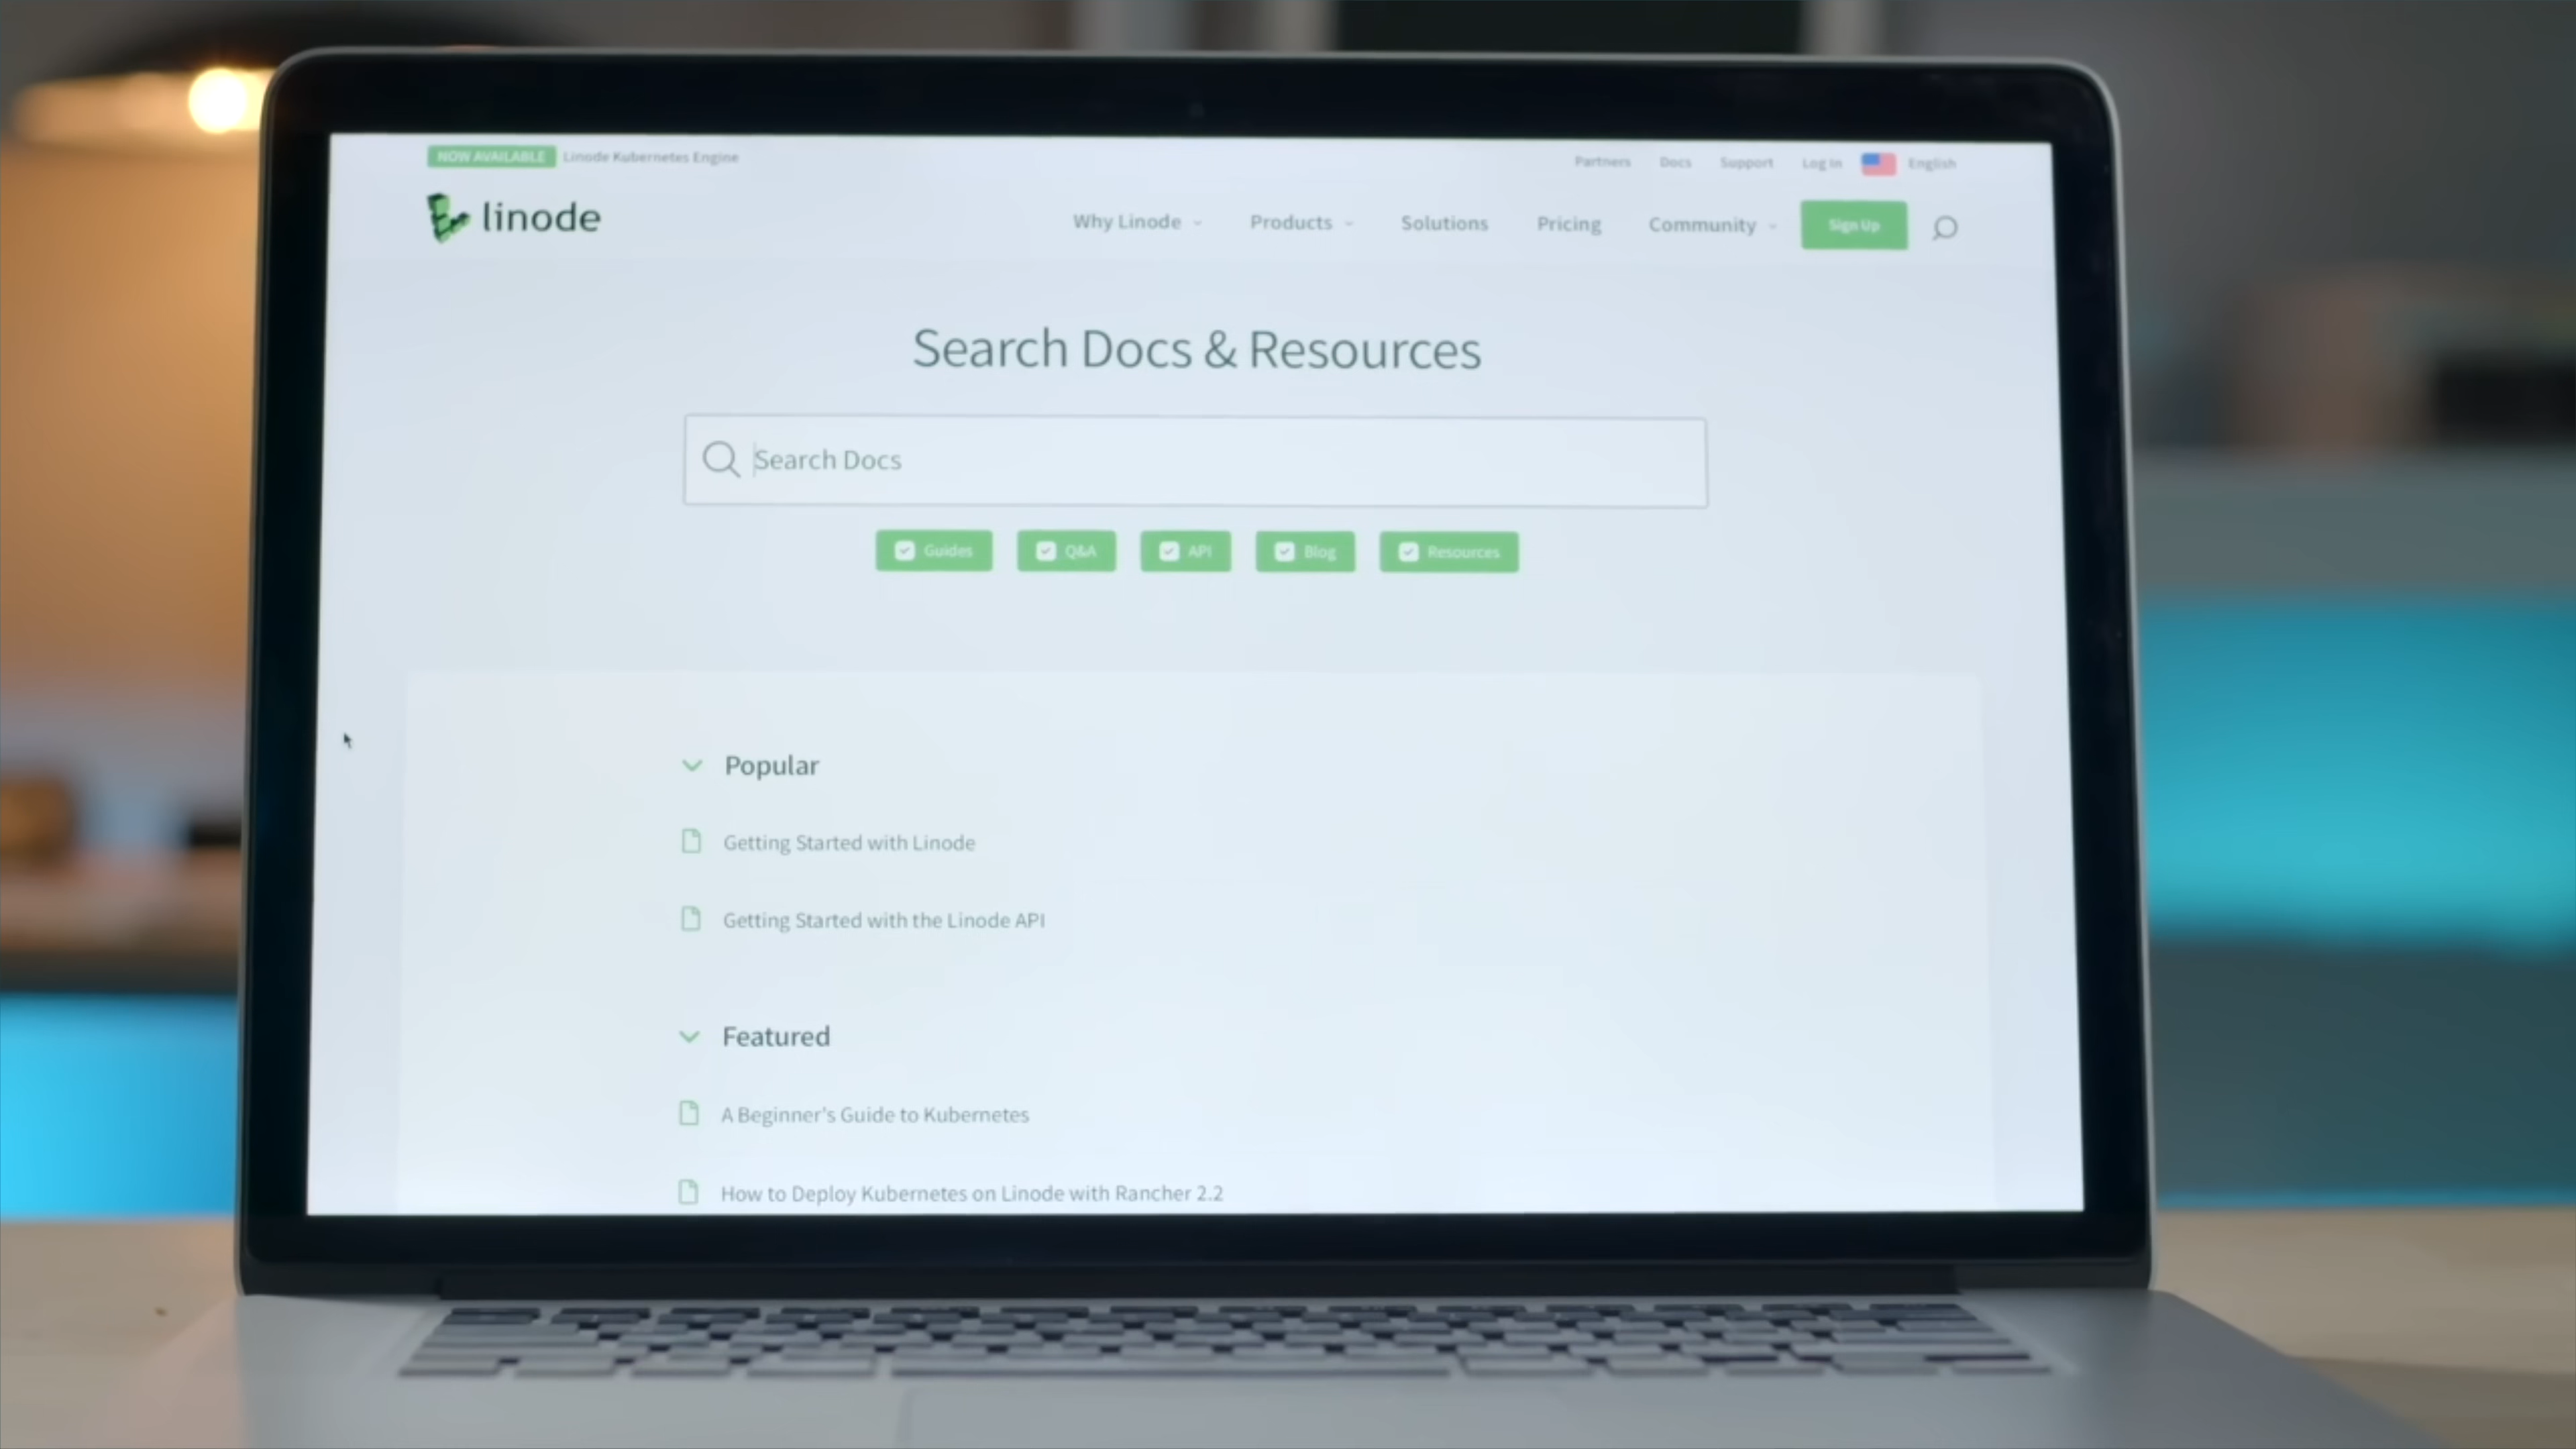 NOW AVAILABLE Linode Kubernetes Engine
Partners Docs Support Log In English
linode
Why Linode Products Solutions Pricing Community Sign Up
Search Docs & Resources
Search Docs
Guides Q&A API Blog Resources
Popular
Getting Started with Linode
Getting Started with the Linode API
Featured
A Beginner's Guide to Kubernetes
How to Deploy Kubernetes on Linode with Rancher 2.2